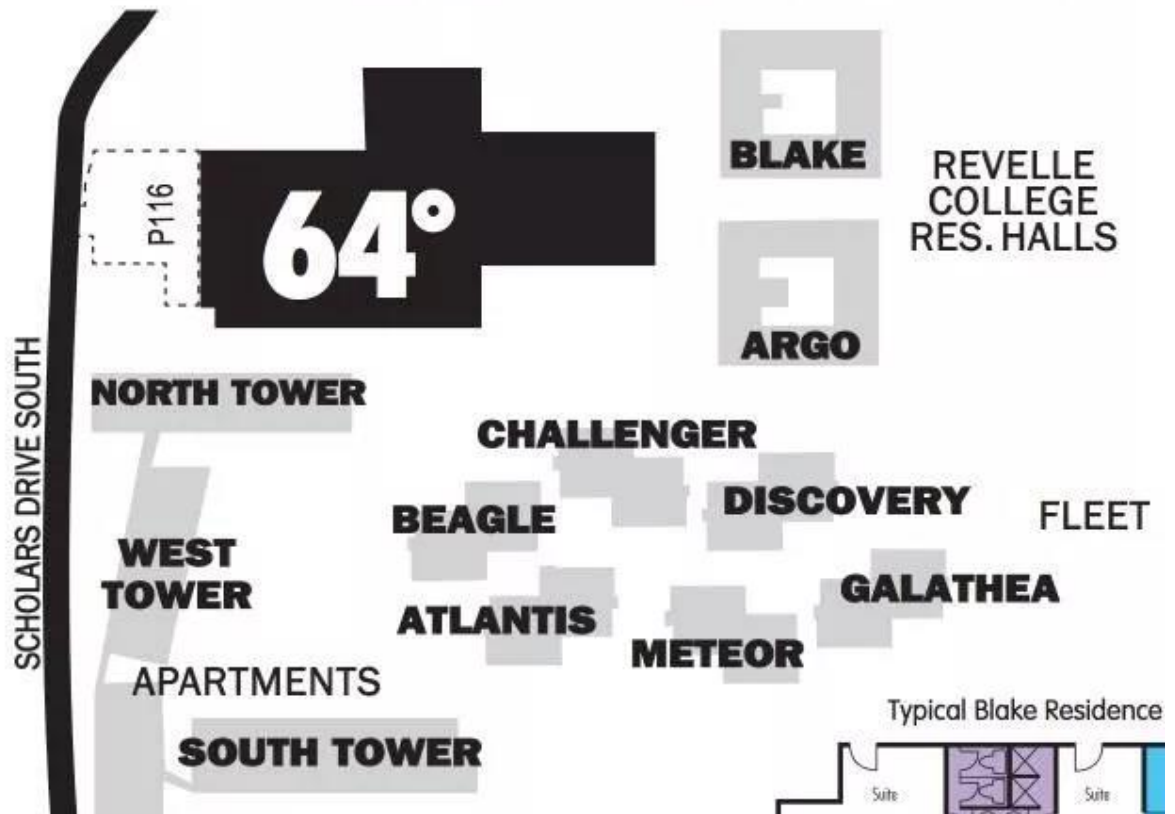 BLAKE
REVELLE
COLLEGE
RES. HALLS
P116
64°
ARGO
SCHOLARS DRIVE SOUTH
NORTH TOWER
CHALLENGER
BEAGLE
DISCOVERY
FLEET
WEST
TOWER
GALATHEA
ATLANTIS
METEOR
APARTMENTS
SOUTH TOWER
Typical Blake Residence
Suite
Suite